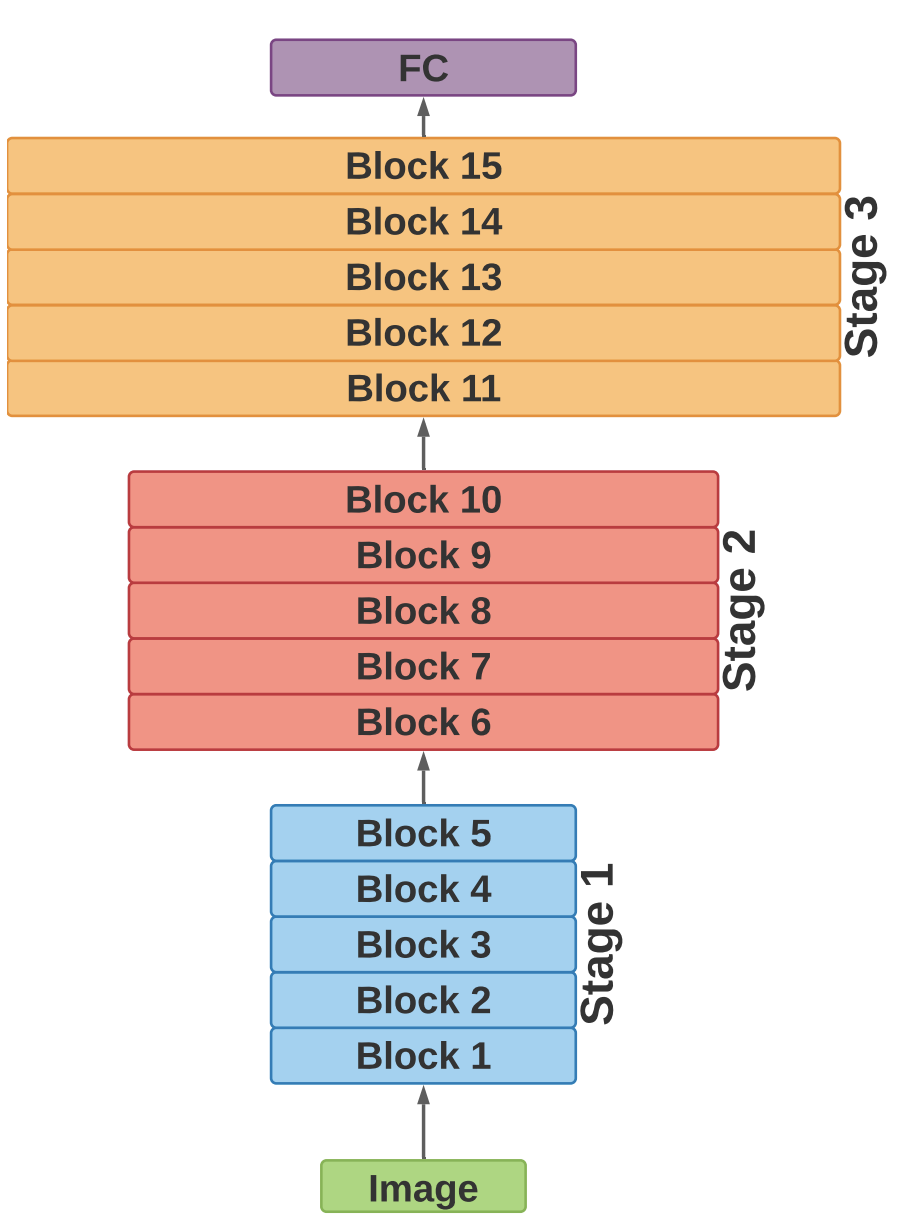 FC
Block 15
Block 14
Block 13
Block 12
Block 11
Stage 3
Block 10
Block 9
Block 8
Block 7
Block 6
Stage 2
Block 5
Block 4
Block 3
Block 2
Block 1
Stage 1
Image